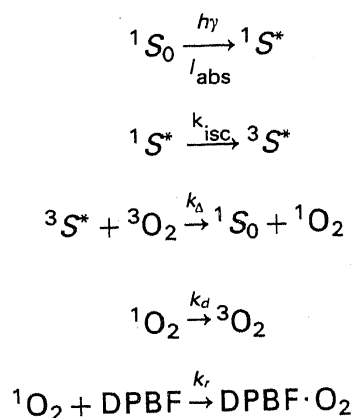 hγ
¹S₀ → ¹S*
I_abs
k_isc
¹S* → ³S*
k_Δ
³S* + ³O₂ → ¹S₀ + ¹O₂
k_d
¹O₂ → ³O₂
k_r
¹O₂ + DPBF → DPBF·O₂